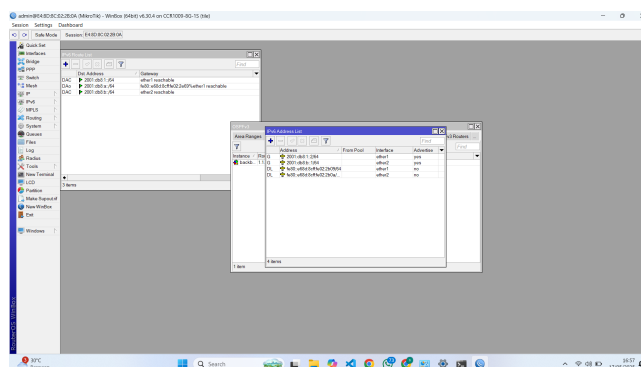 admin@E4:8D:8C:02:2B:0A (MikroTik) - WinBox (64bit) v6.30.4 on CCR1009-8G-1S (tile)
Session Settings Dashboard
Safe Mode Session: E4:8D:8C:02:2B:0A
Quick Set
Interfaces
Bridge
PPP
Switch
Mesh
IP
IPv6
MPLS
Routing
System
Queues
Files
Log
Radius
Tools
New Terminal
LCD
Partition
Make Supout.rif
New WinBox
Exit
Windows
RouterOS WinBox
IPv6 Route List
Find
Dst. Address Gateway
DAC 2001:db8:1::/64 ether1 reachable
DAo 2001:db8:a::/64
DAC 2001:db8:b::/64 ether2 reachable
3 items
Area Ranges
Find
Instance
backb..
1 item
IPv6 Address List
Find
Address From Pool Interface Advertise
G 2001:db8:1::2/64 ether1 yes
G 2001:db8:b::1/64 ether2 yes
DL ether1 no
DL ether2 no
4 items
30°C
Search
16:57